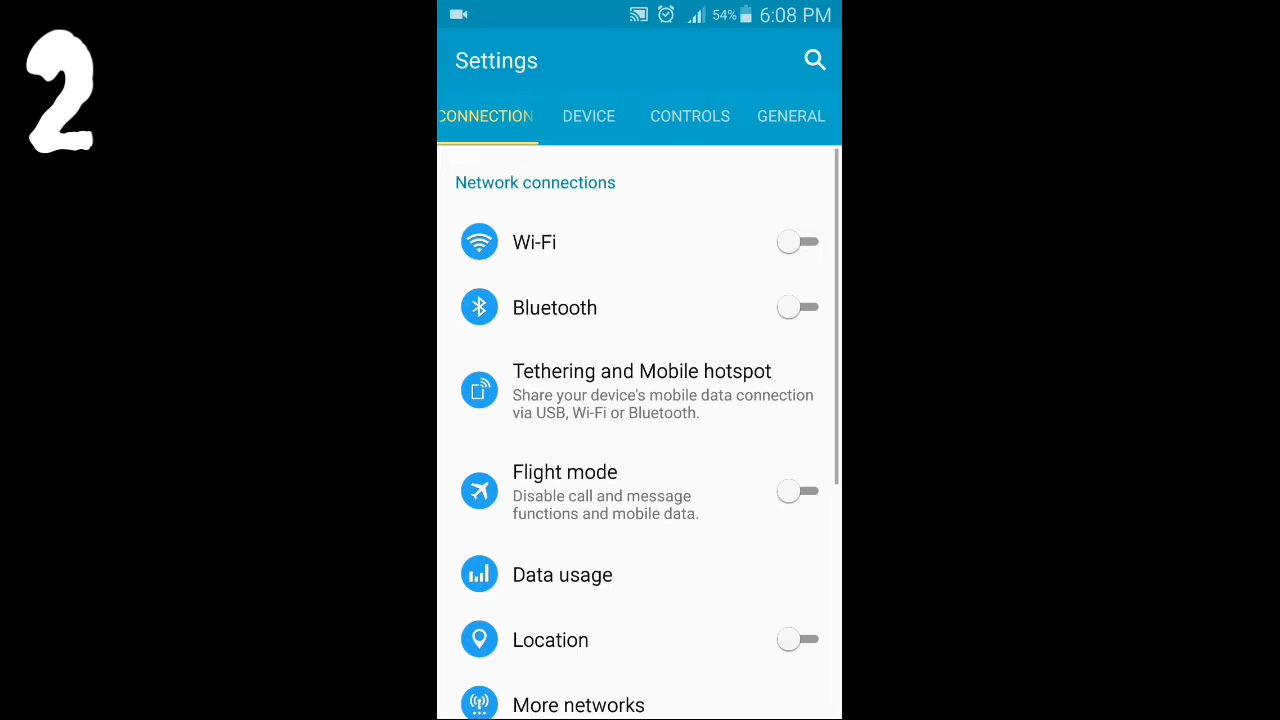 2
54% 6:08 PM
Settings
CONNECTION DEVICE CONTROLS GENERAL
Network connections
Wi-Fi
Bluetooth
Tethering and Mobile hotspot
Share your device's mobile data connection
via USB, Wi-Fi or Bluetooth.
Flight mode
Disable call and message
functions and mobile data.
Data usage
Location
More networks